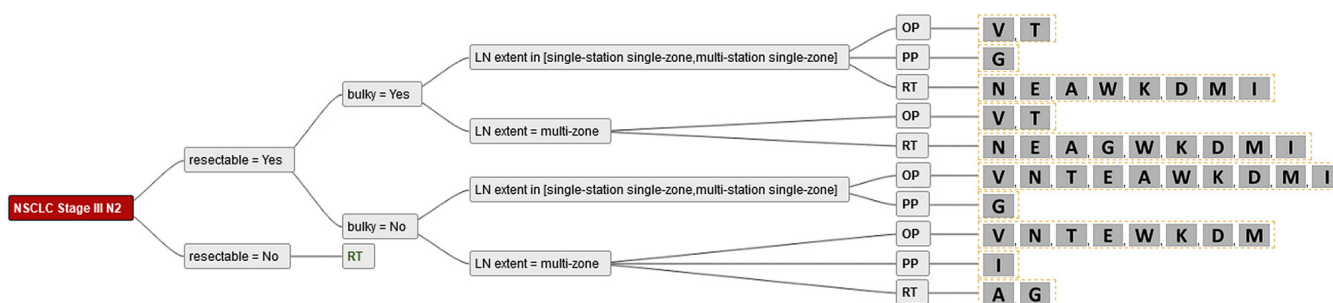 OP
V, T
PP
G
LN extent in [single-station single-zone,multi-station single-zone]
RT
N, E, A, W, K, D, M, I
bulky = Yes
OP
V, T
LN extent = multi-zone
RT
N, E, A, G, W, K, D, M, I
resectable = Yes
OP
V, N, T, E, A, W, K, D, M, I
LN extent in [single-station single-zone,multi-station single-zone]
PP
G
NSCLC Stage III N2
bulky = No
OP
V, N, T, E, W, K, D, M
resectable = No
RT
LN extent = multi-zone
PP
I
RT
A, G